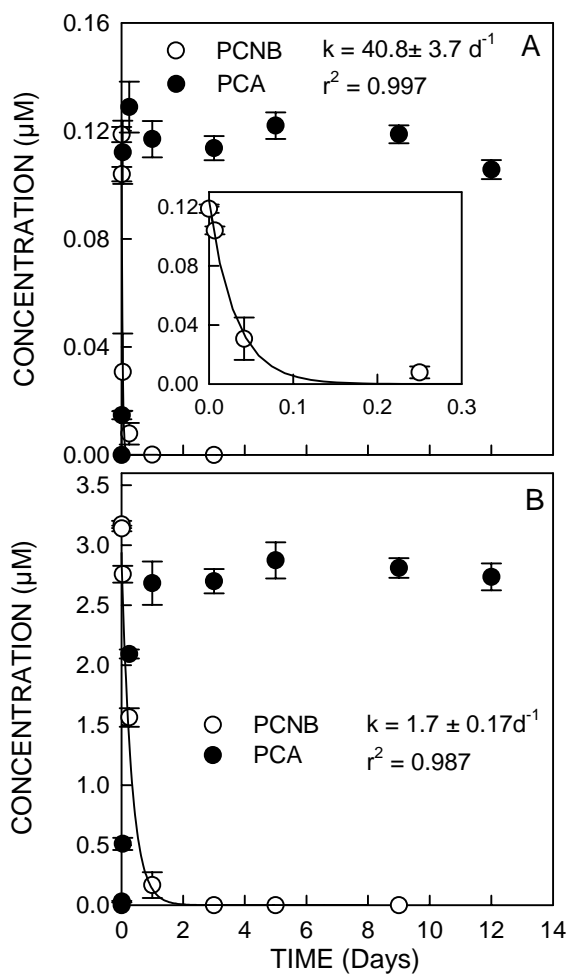 A
PCNB k = 40.8± 3.7 d-1
PCA r2 = 0.997
CONCENTRATION (µM)
0.16
0.12
0.08
0.04
0.00
0.12
0.08
0.04
0.00
0.0 0.1 0.2 0.3
B
CONCENTRATION (µM)
3.5
3.0
2.5
2.0
1.5
1.0
0.5
0.0
PCNB k = 1.7 ± 0.17d-1
PCA r2 = 0.987
0 2 4 6 8 10 12 14
TIME (Days)